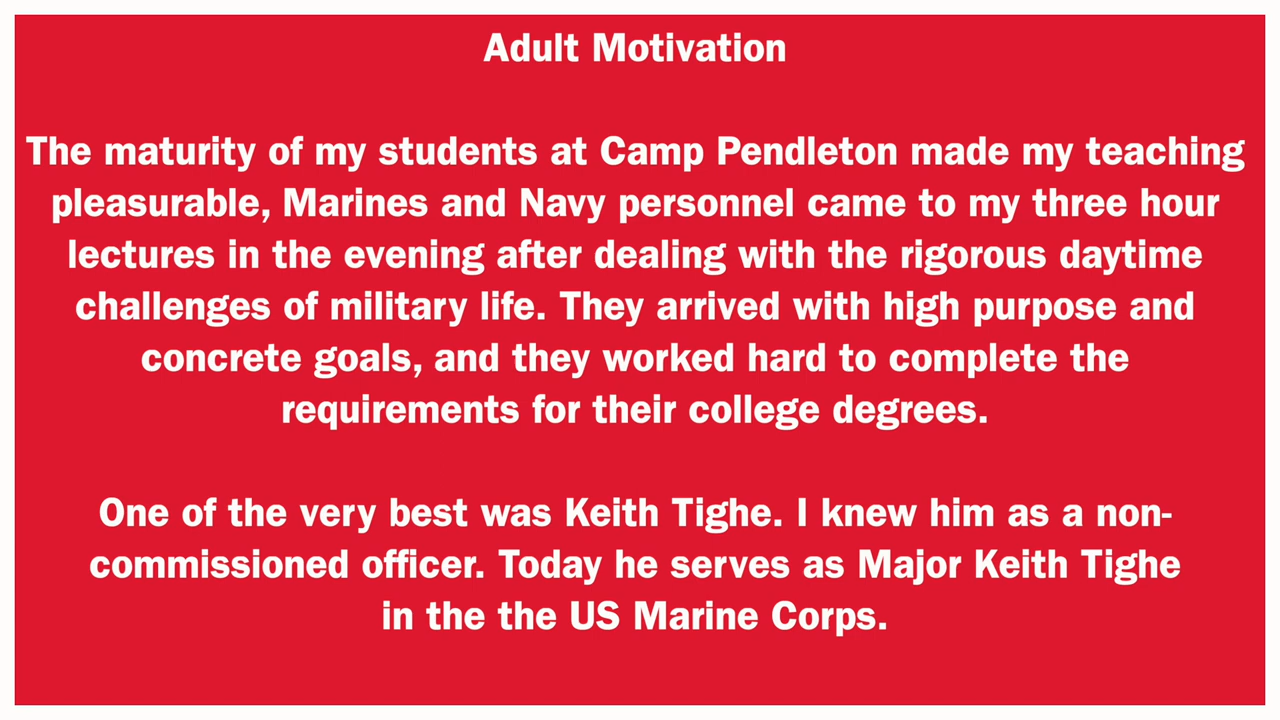 Adult Motivation
The maturity of my students at Camp Pendleton made my teaching
pleasurable, Marines and Navy personnel came to my three hour
lectures in the evening after dealing with the rigorous daytime
challenges of military life. They arrived with high purpose and
concrete goals, and they worked hard to complete the
requirements for their college degrees.
One of the very best was Keith Tighe. I knew him as a non-
commissioned officer. Today he serves as Major Keith Tighe
in the the US Marine Corps.